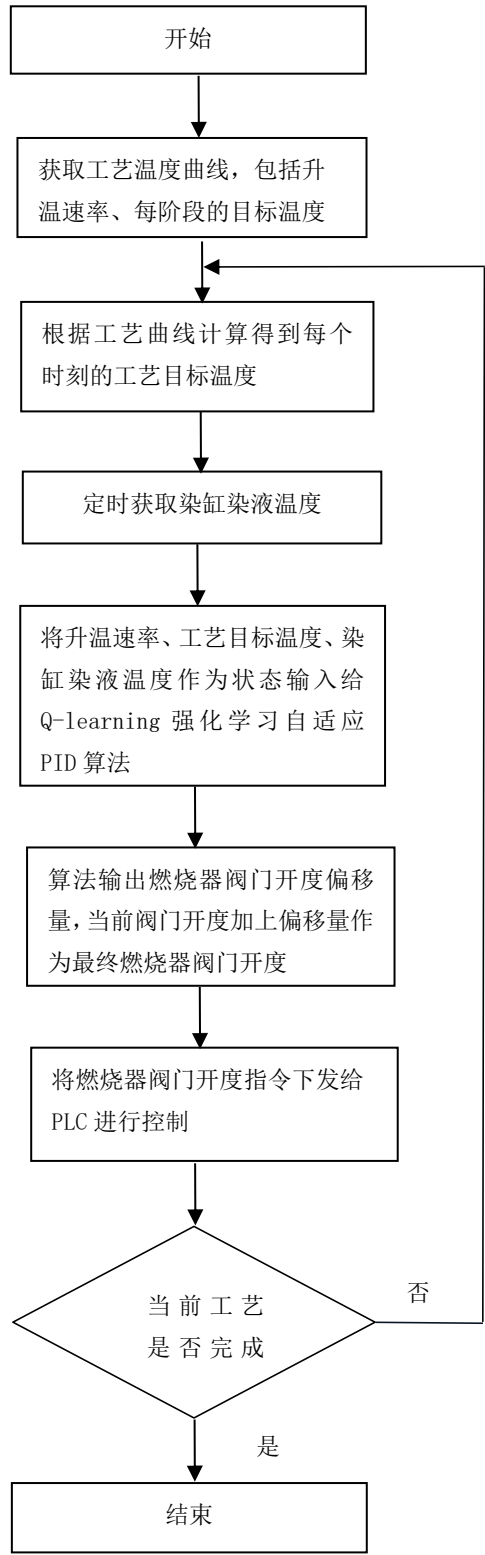 开始
获取工艺温度曲线，包括升
温速率、每阶段的目标温度
根据工艺曲线计算得到每个
时刻的工艺目标温度
定时获取染缸染液温度
将升温速率、工艺目标温度、染
缸染液温度作为状态输入给
Q-learning 强化学习自适应
PID 算法
算法输出燃烧器阀门开度偏移
量，当前阀门开度加上偏移量作
为最终燃烧器阀门开度
将燃烧器阀门开度指令下发给
PLC 进行控制
当前工艺
是否完成
否
是
结束